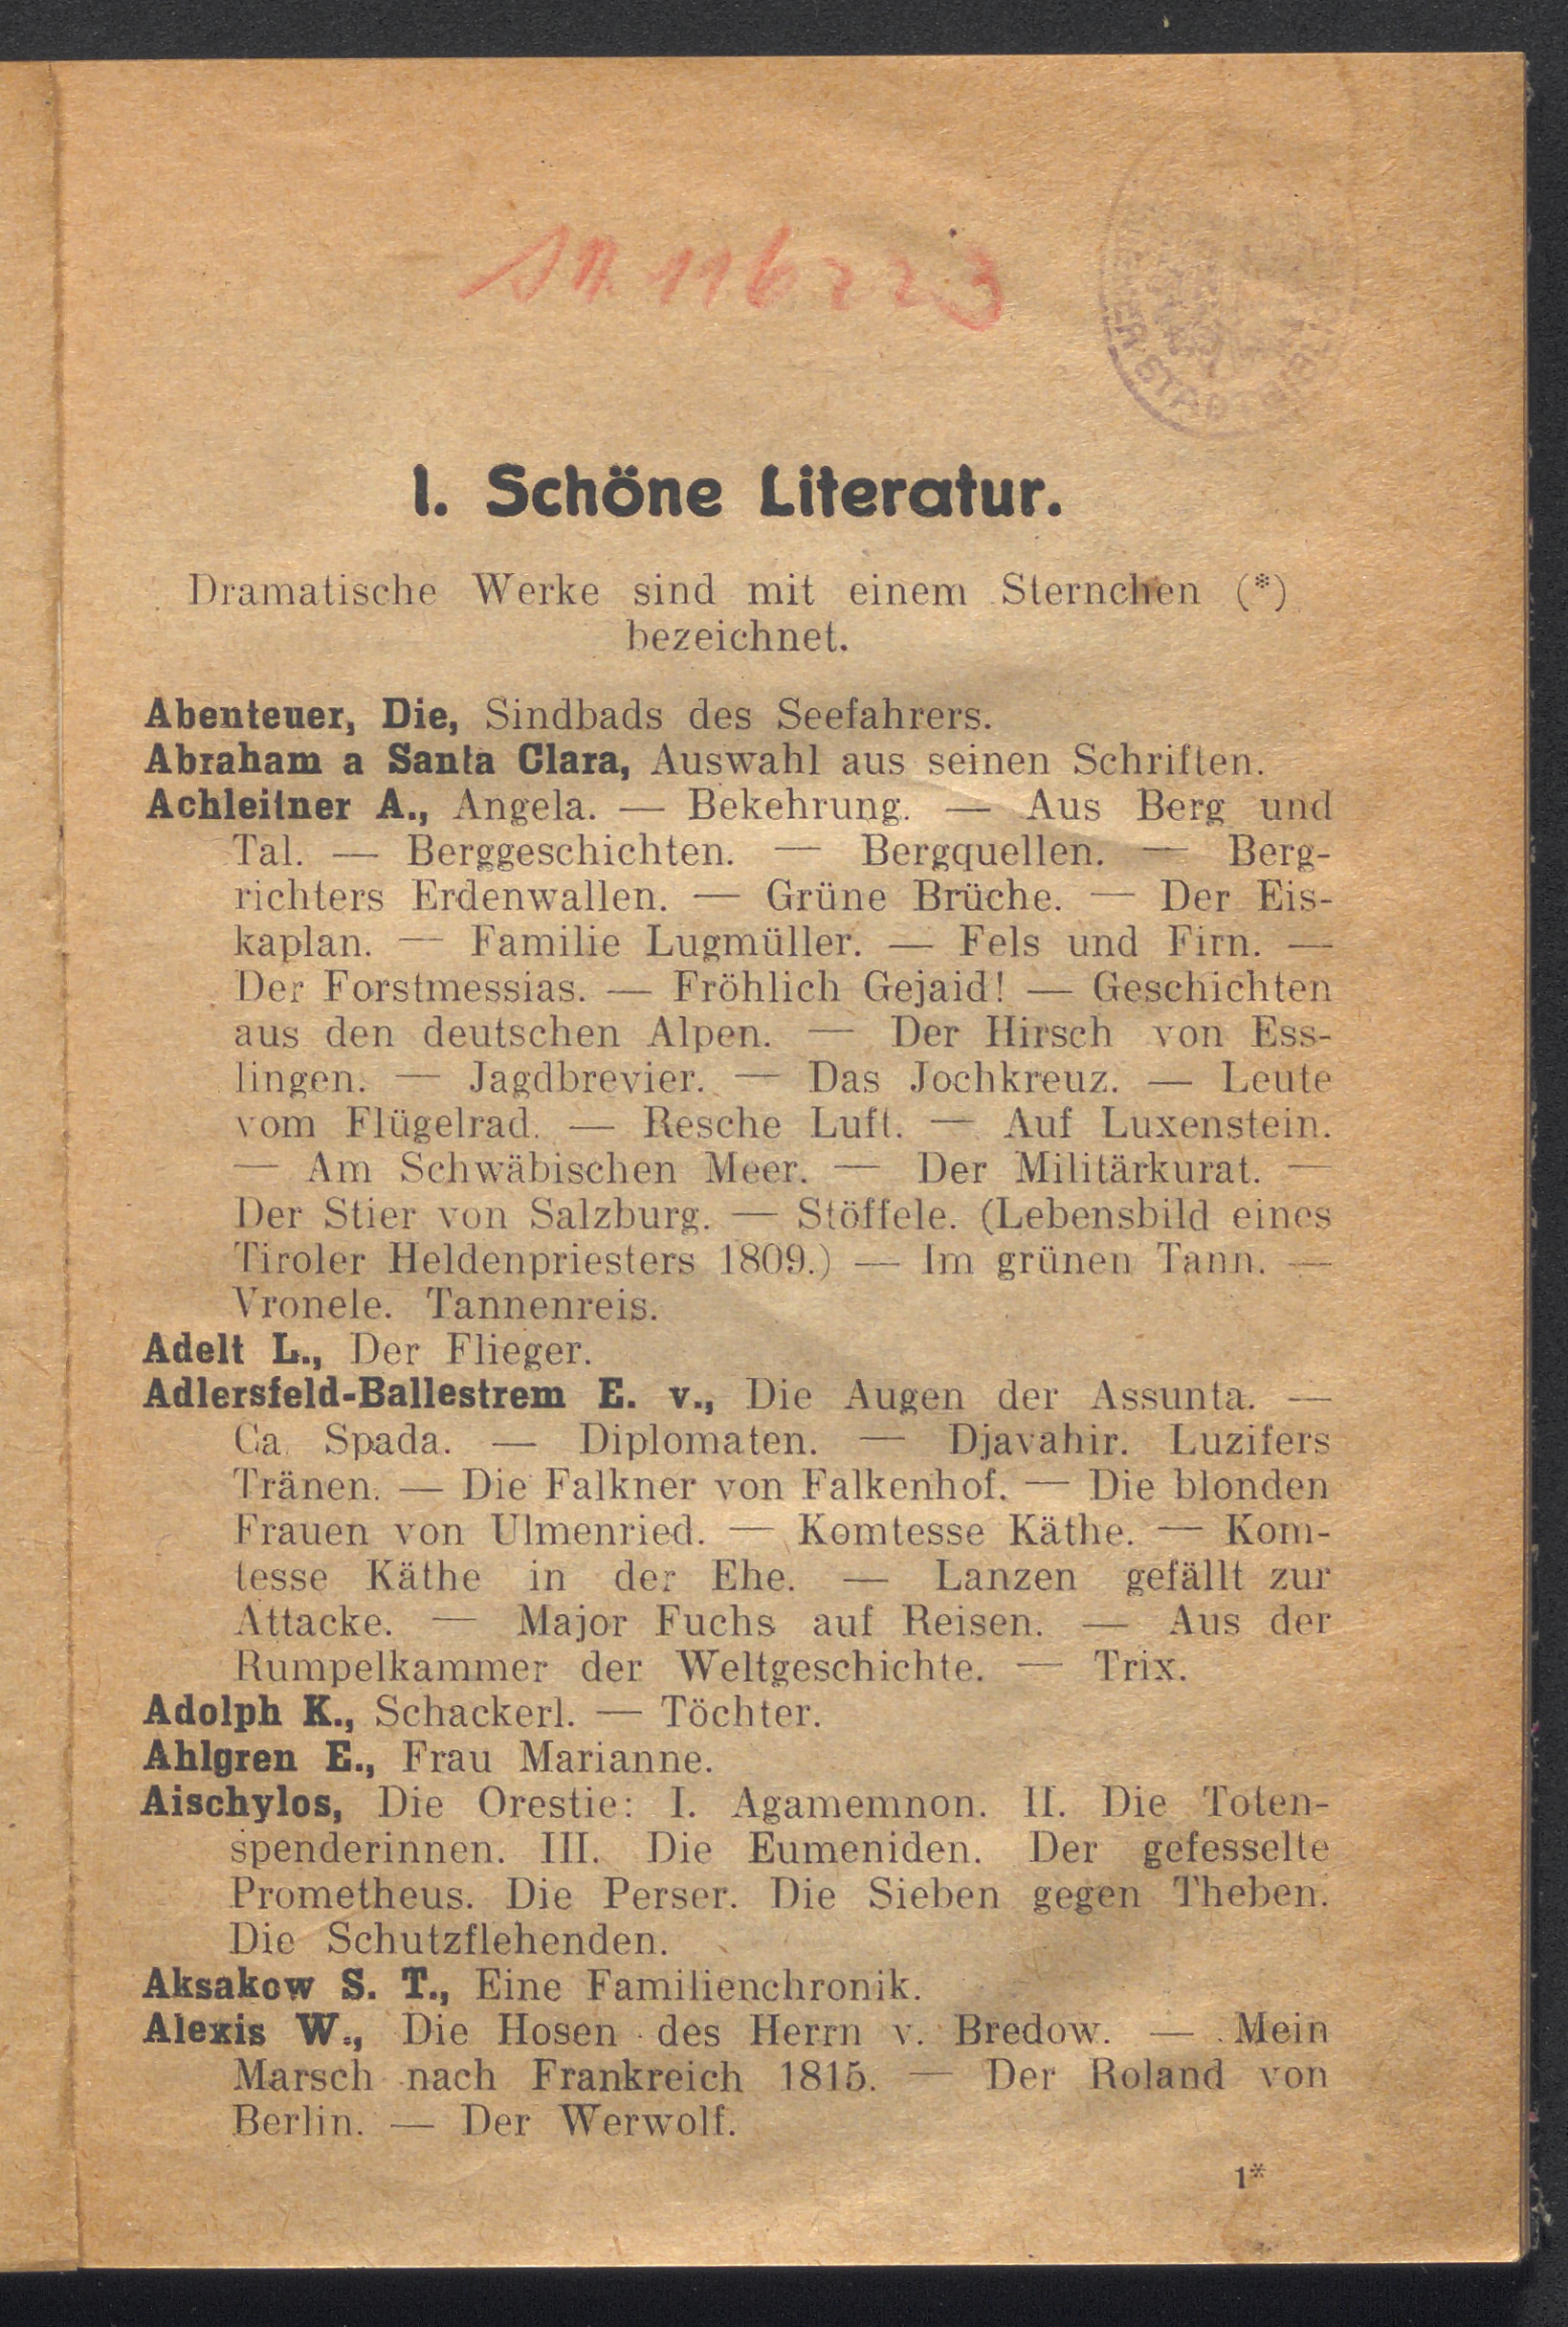 116223
I. Schöne Literatur.
Dramatische Werke sind mit einem Sternchen (*)
bezeichnet.
Abenteuer, Die, Sindbads des Seefahrers.
Abraham a Santa Clara, Auswahl aus seinen Schriften.
Achleitner A., Angela. — Bekehrung. — Aus Berg und
Tal. — Berggeschichten. — Bergquellen. — Berg-
richters Erdenwallen. — Grüne Brüche. — Der Eis-
kaplan. — Familie Lugmüller. — Fels und Firn. —
Der Forstmessias. — Fröhlich Gejaid! — Geschichten
aus den deutschen Alpen. — Der Hirsch von Ess-
lingen. — Jagdbrevier. — Das Jochkreuz. — Leute
vom Flügelrad. — Resche Luft. — Auf Luxenstein.
— Am Schwäbischen Meer. — Der Militärkurat. —
Der Stier von Salzburg. — Stöffele. (Lebensbild eines
Tiroler Heldenpriesters 1809.) — Im grünen Tann. —
Vronele. Tannenreis.
Adelt L., Der Flieger.
Adlersfeld-Ballestrem E. v., Die Augen der Assunta. —
Ca Spada. — Diplomaten. — Djavahir. Luzifers
Tränen. — Die Falkner von Falkenhof. — Die blonden
Frauen von Ulmenried. — Komtesse Käthe. — Kom-
tesse Käthe in der Ehe. — Lanzen gefällt zur
Attacke. — Major Fuchs auf Reisen. — Aus der
Rumpelkammer der Weltgeschichte. — Trix.
Adolph K., Schackerl. — Töchter.
Ahlgren E., Frau Marianne.
Aischylos, Die Orestie: I. Agamemnon. II. Die Toten-
spenderinnen. III. Die Eumeniden. Der gefesselte
Prometheus. Die Perser. Die Sieben gegen Theben.
Die Schutzflehenden.
Aksakow S. T., Eine Familienchronik.
Alexis W., Die Hosen des Herrn v. Bredow. — Mein
Marsch nach Frankreich 1815. — Der Roland von
Berlin. — Der Werwolf.
1*